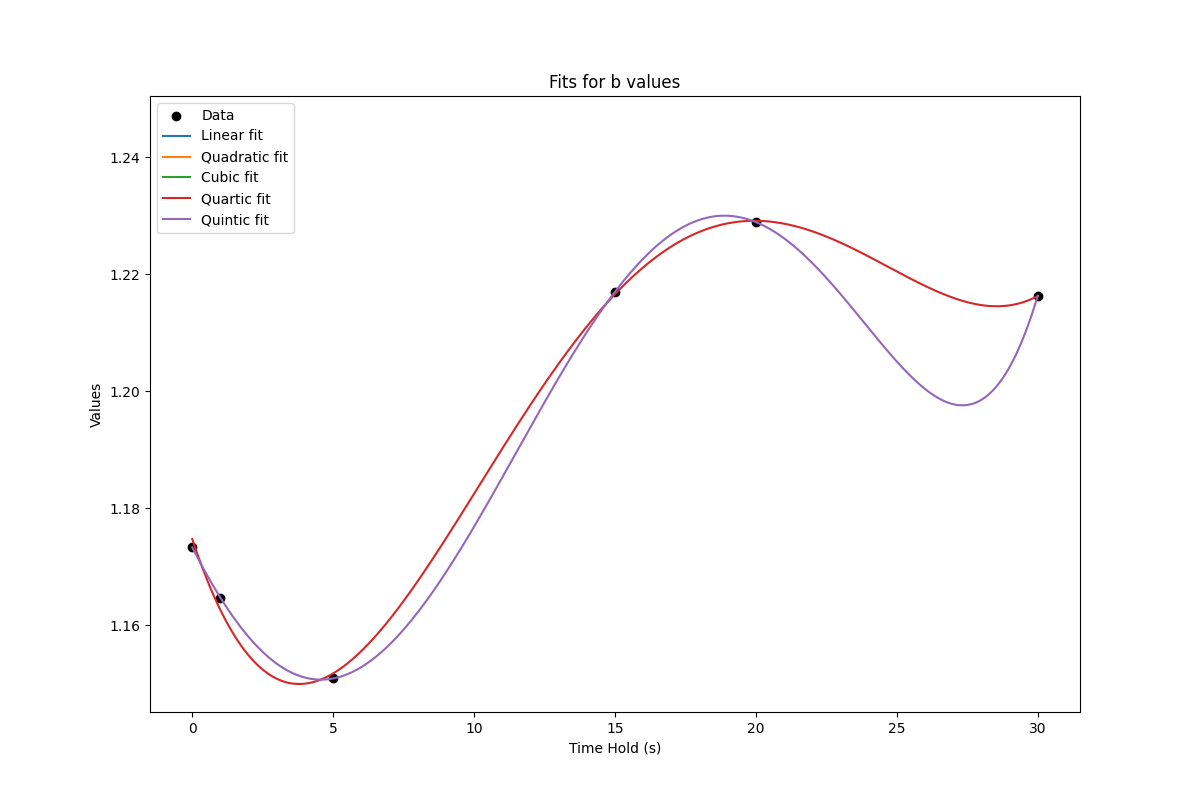 Fits for b values
Data
Linear fit
Quadratic fit
Cubic fit
Quartic fit
Quintic fit
1.24
1.22
1.20
1.18
1.16
Values
0 5 10 15 20 25 30
Time Hold (s)